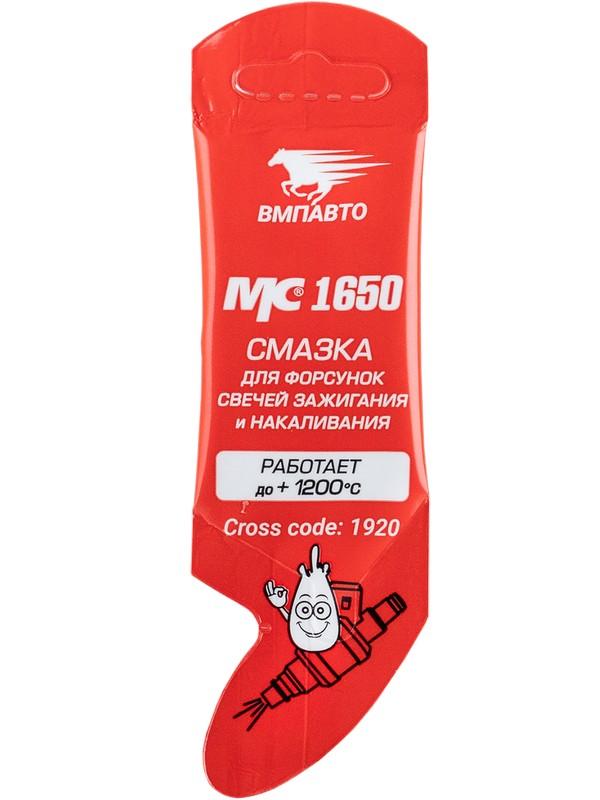 ВМПАВТО
МС® 1650
СМАЗКА
ДЛЯ ФОРСУНОК
СВЕЧЕЙ ЗАЖИГАНИЯ
и НАКАЛИВАНИЯ
РАБОТАЕТ
до + 1200°С
Cross code: 1920